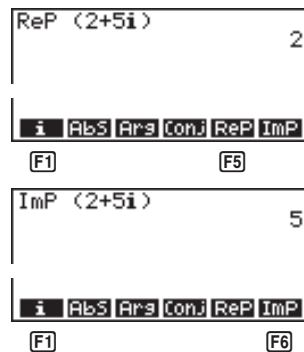 ReP (2+5i)
2
i Abs Arg Conj ReP ImP
F1 F5
ImP (2+5i)
5
i Abs Arg Conj ReP ImP
F1 F6